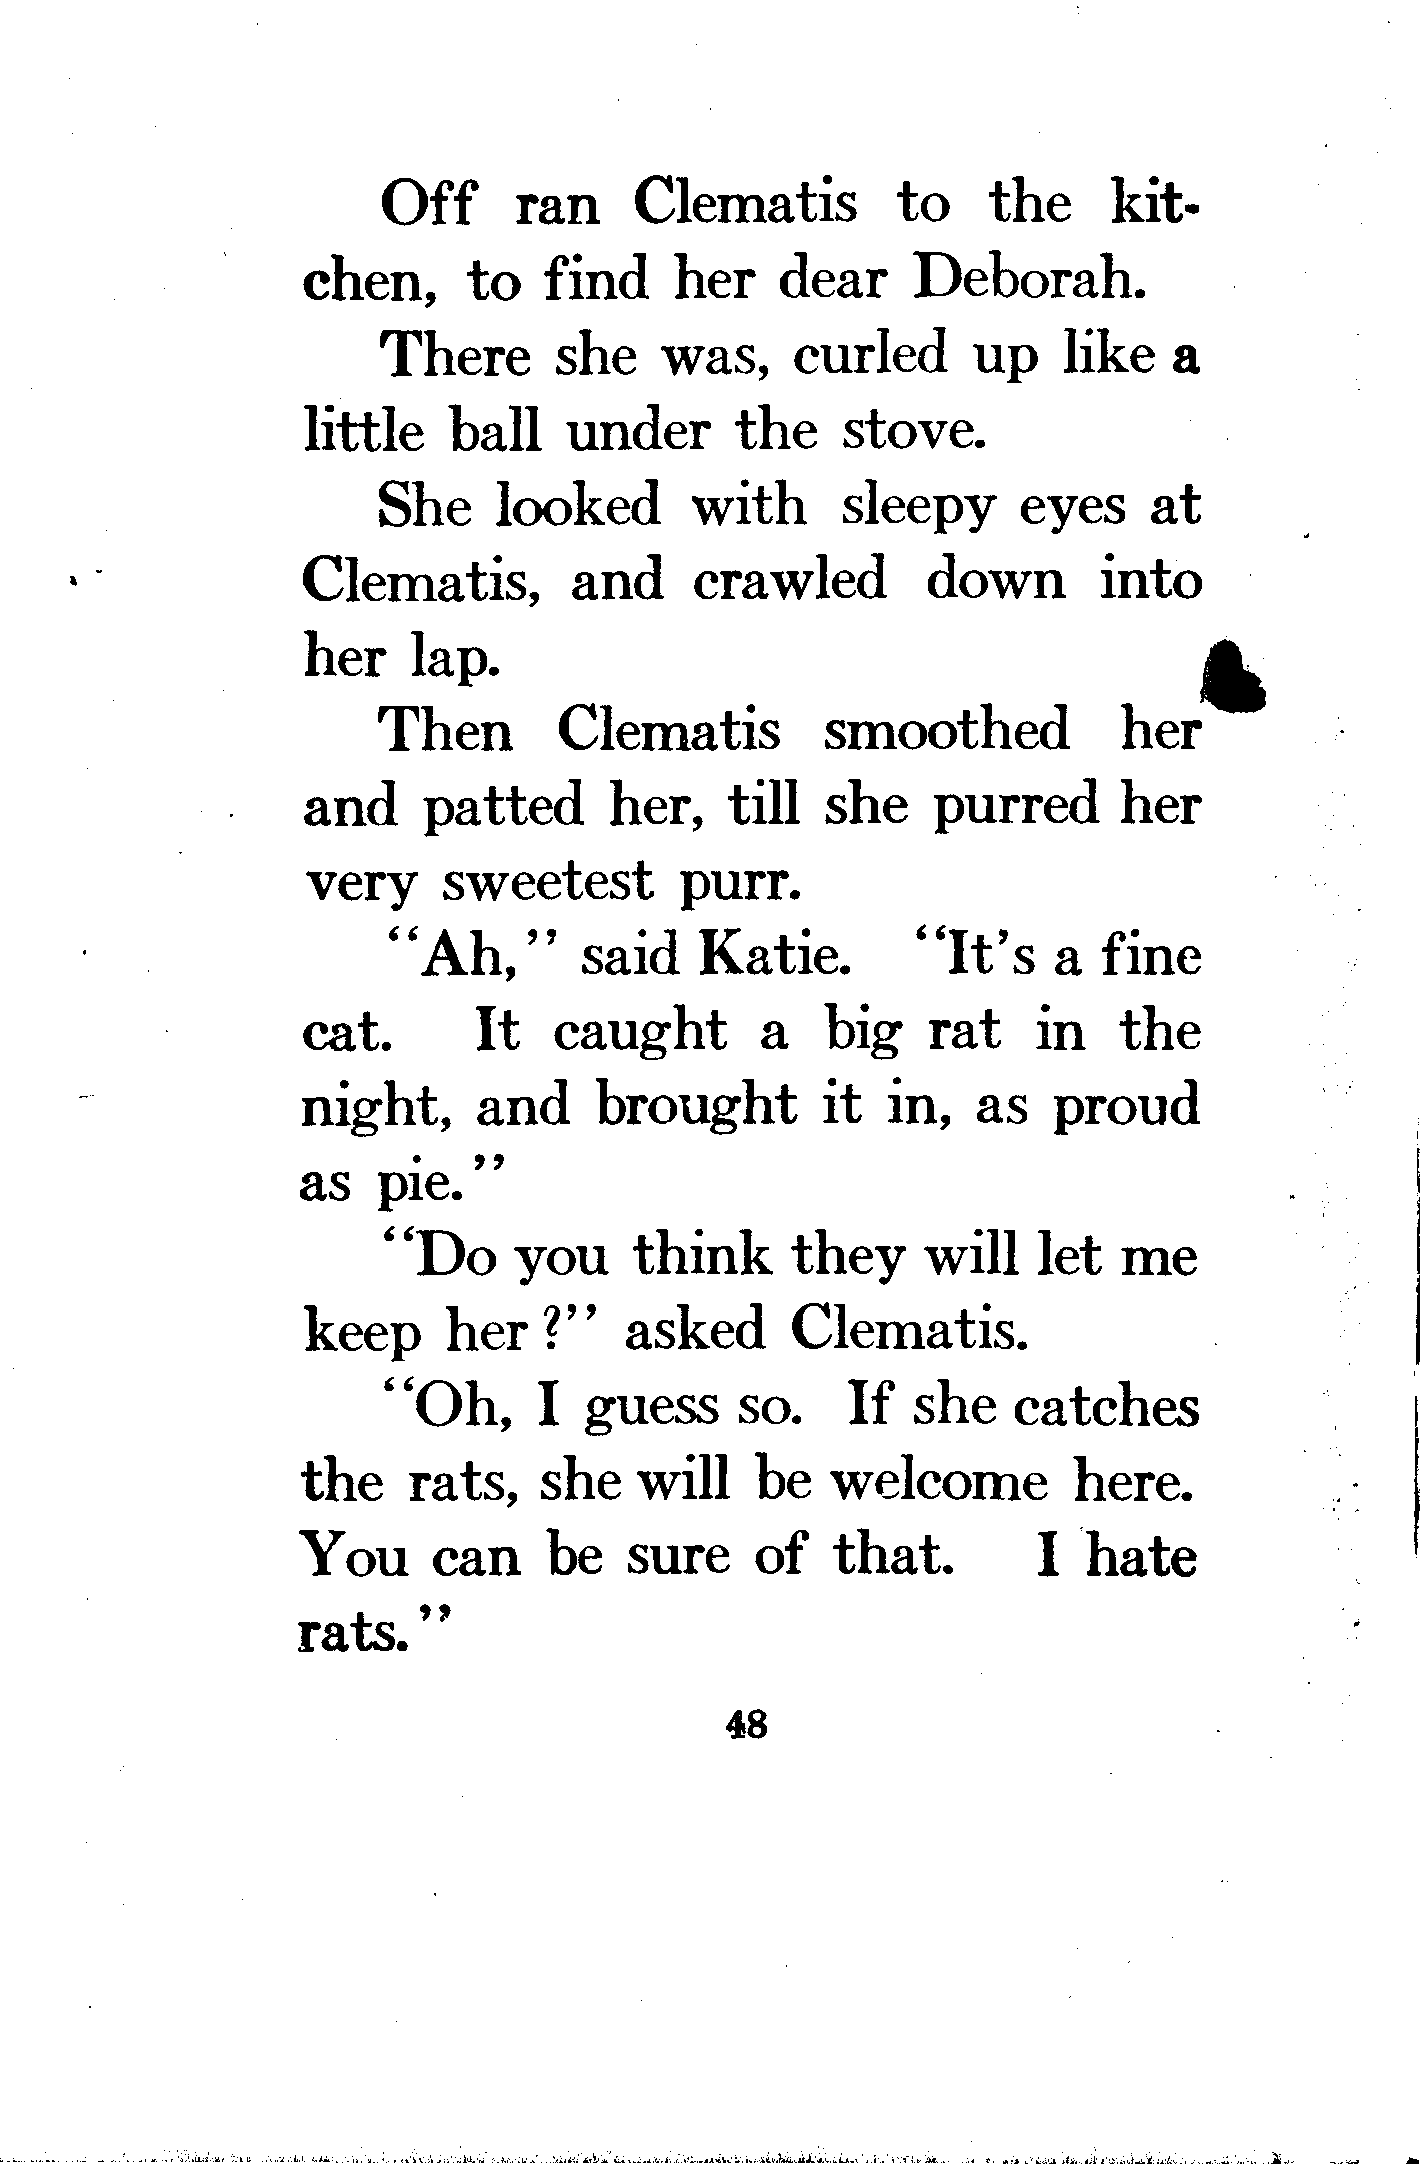 Off ran Clematis to the kit-
chen, to find her dear Deborah.
There she was, curled up like a
little ball under the stove.
She looked with sleepy eyes at
Clematis, and crawled down into
her lap.
Then Clematis smoothed her
and patted her, till she purred her
very sweetest purr.
"Ah," said Katie. "It's a fine
cat. It caught a big rat in the
night, and brought it in, as proud
as pie."
"Do you think they will let me
keep her?" asked Clematis.
"Oh, I guess so. If she catches
the rats, she will be welcome here.
You can be sure of that. I hate
rats."
48